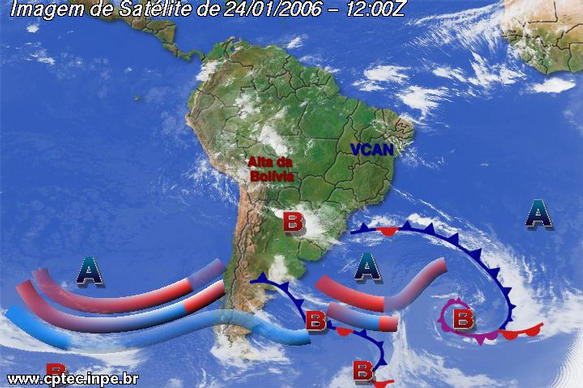 Imagem de Satélite de 24/01/2006 - 12:00Z
VCAN
Alta da
Bolívia
B
A
A
A
B
B
B
B
www.cptec.inpe.br